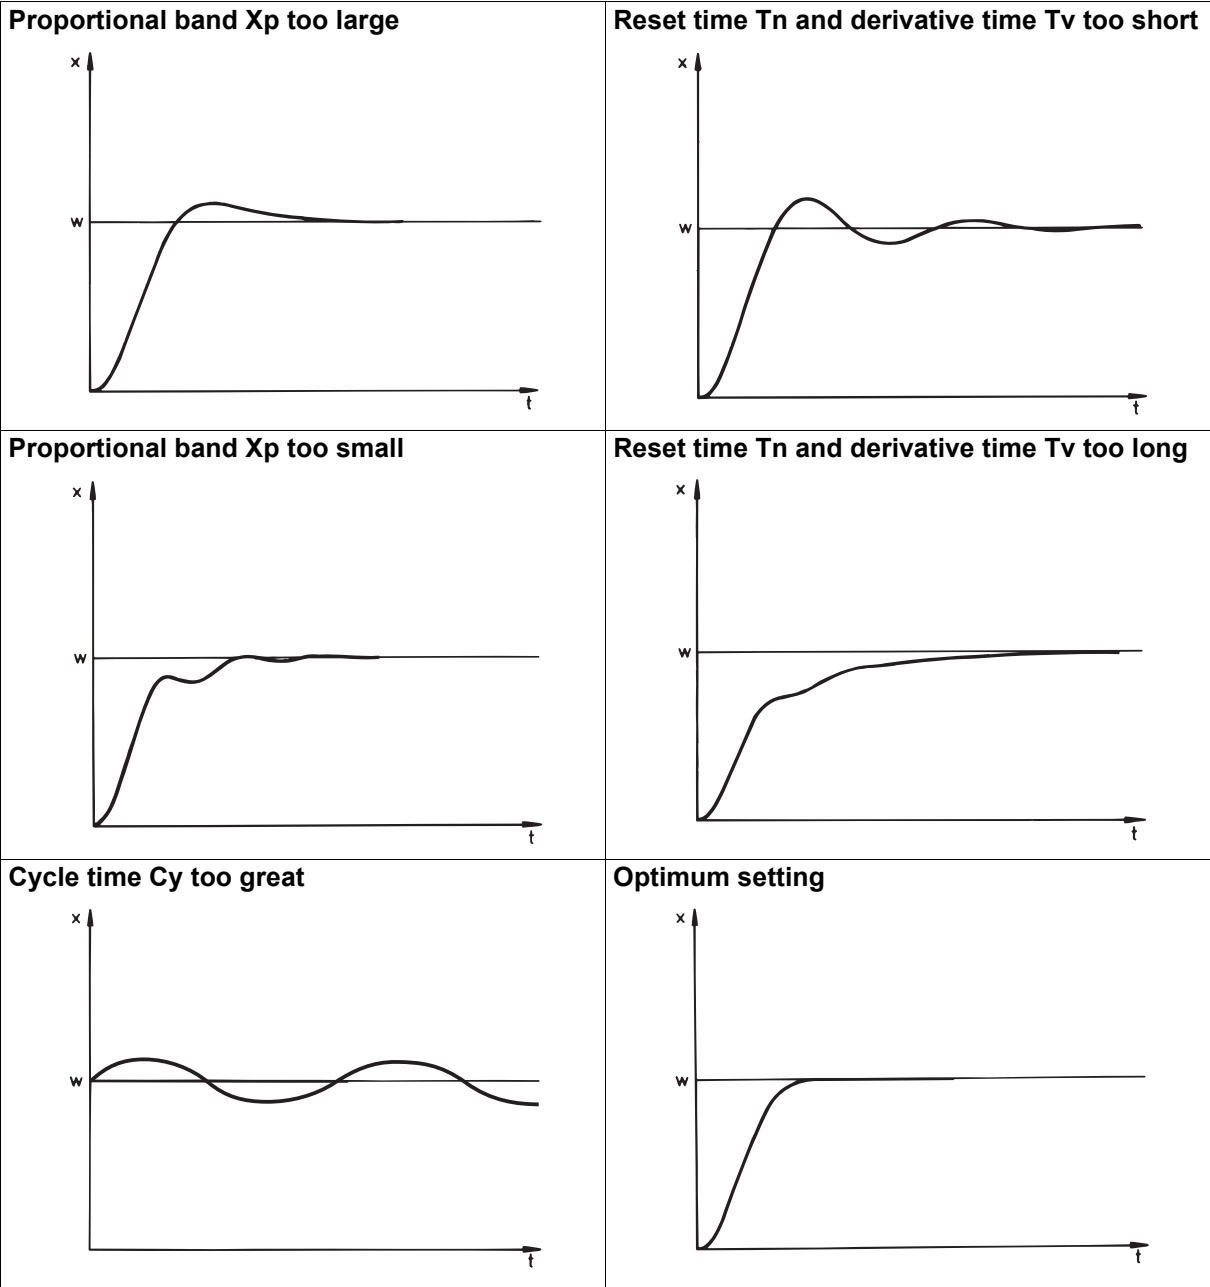 Proportional band Xp too large
x
w
t
Reset time Tn and derivative time Tv too short
x
w
t
Proportional band Xp too small
x
w
t
Reset time Tn and derivative time Tv too long
x
w
t
Cycle time Cy too great
x
w
t
Optimum setting
x
w
t